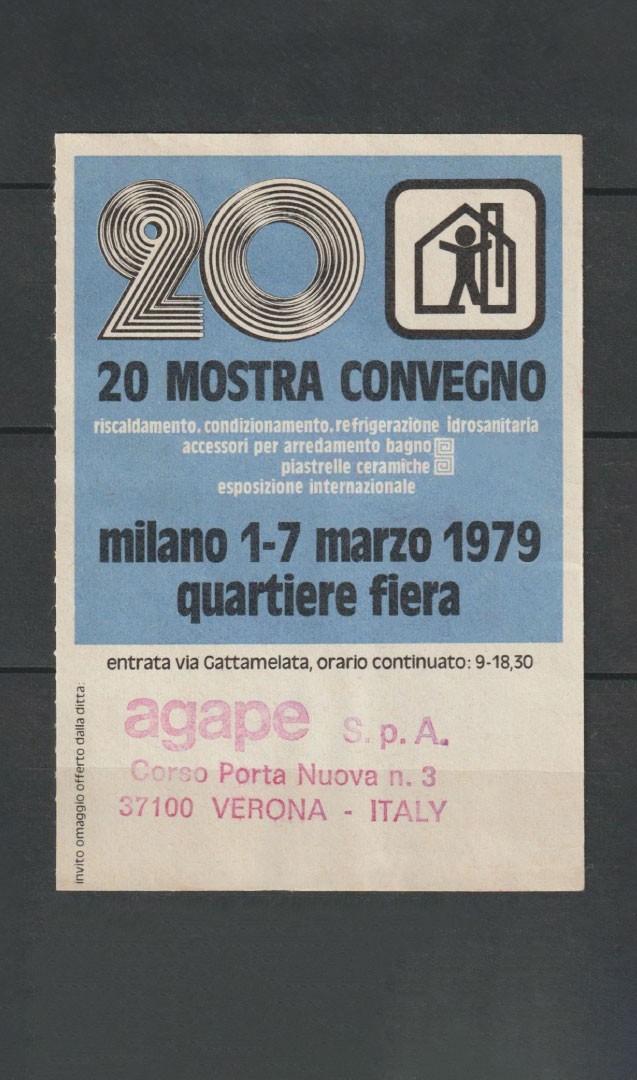 20
20 MOSTRA CONVEGNO
riscaldamento, condizionamento, refrigerazione idrosanitaria
accessori per arredamento bagno
piastrelle ceramiche
esposizione internazionale
milano 1-7 marzo 1979
quartiere fiera
entrata via Gattamelata, orario continuato: 9-18,30
invito omaggio offerto dalla ditta:
agape S.p.A.
Corso Porta Nuova n. 3
37100 VERONA - ITALY